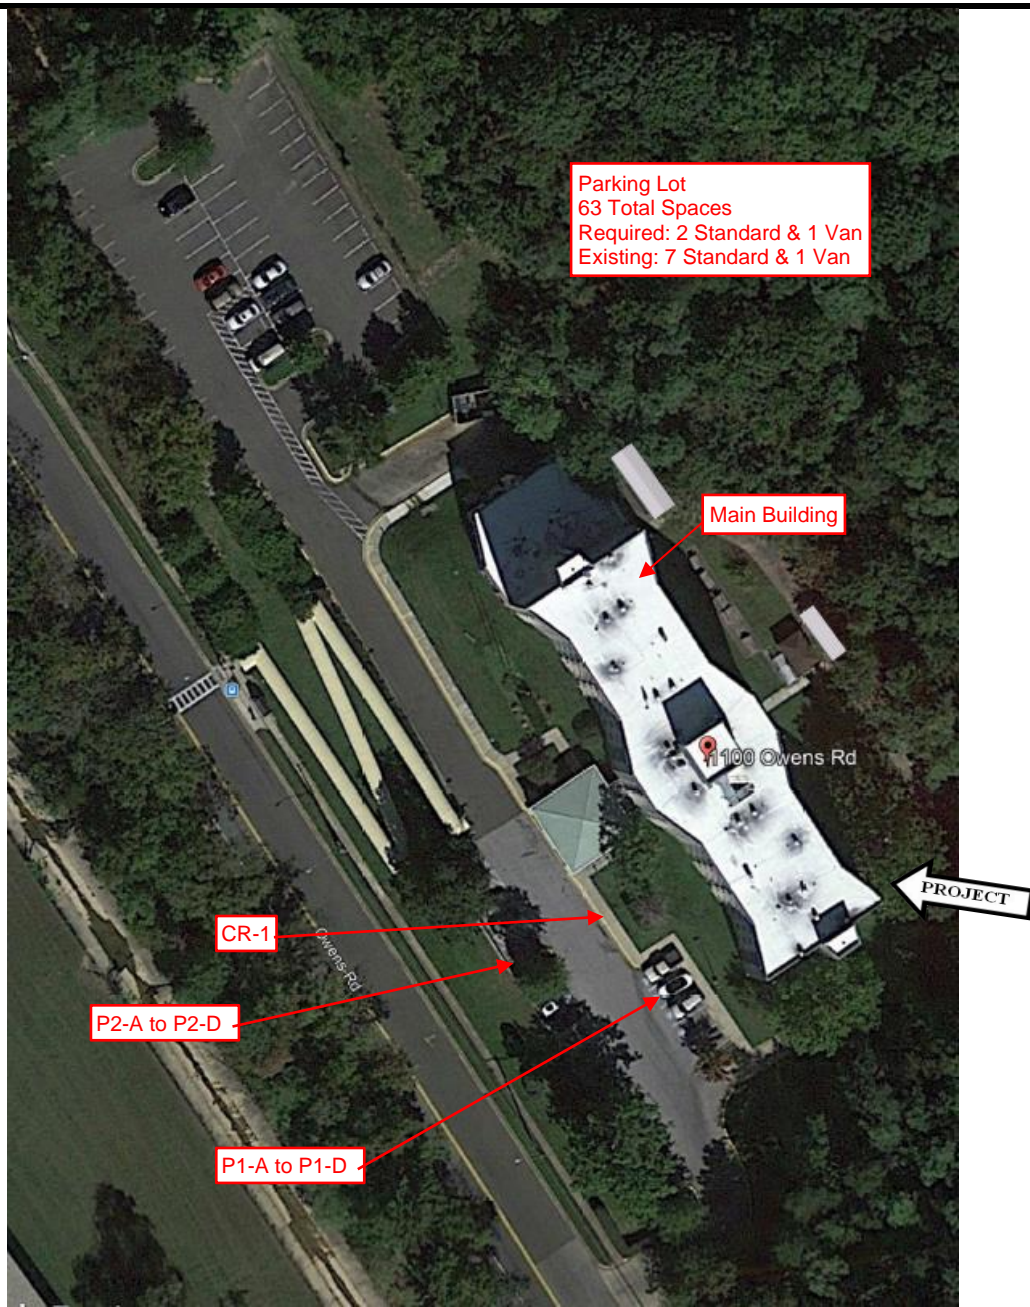 Parking Lot
63 Total Spaces
Required: 2 Standard & 1 Van
Existing: 7 Standard & 1 Van
Main Building
1100 Owens Rd
PROJECT
CR-1
Owens Rd
P2-A to P2-D
P1-A to P1-D